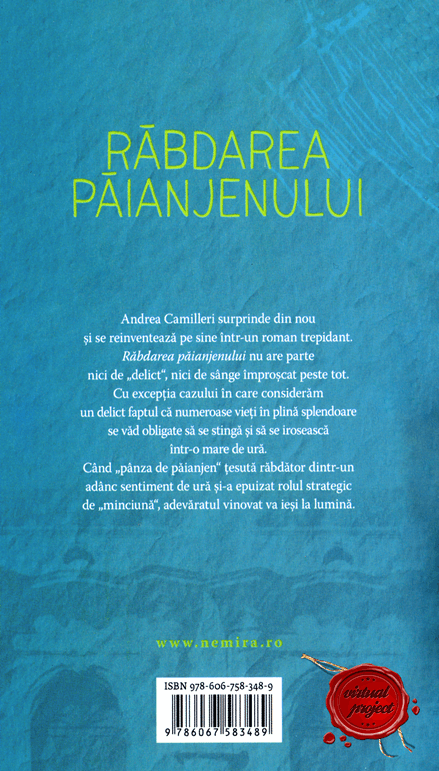 RĂBDAREA
PĂIANJENULUI
Andrea Camilleri surprinde din nou
și se reinventează pe sine într-un roman trepidant.
Răbdarea păianjenului nu are parte
nici de „delict“, nici de sânge împroșcat peste tot.
Cu excepția cazului în care considerăm
un delict faptul că numeroase vieți în plină splendoare
se văd obligate să se stingă și să se irosească
într-o mare de ură.
Când „pânza de păianjen“ țesută răbdător dintr-un
adânc sentiment de ură și-a epuizat rolul strategic
de „minciună“, adevăratul vinovat va ieși la lumină.
www.nemira.ro
ISBN 978-606-758-348-9
9 786067 583489
virtual
project